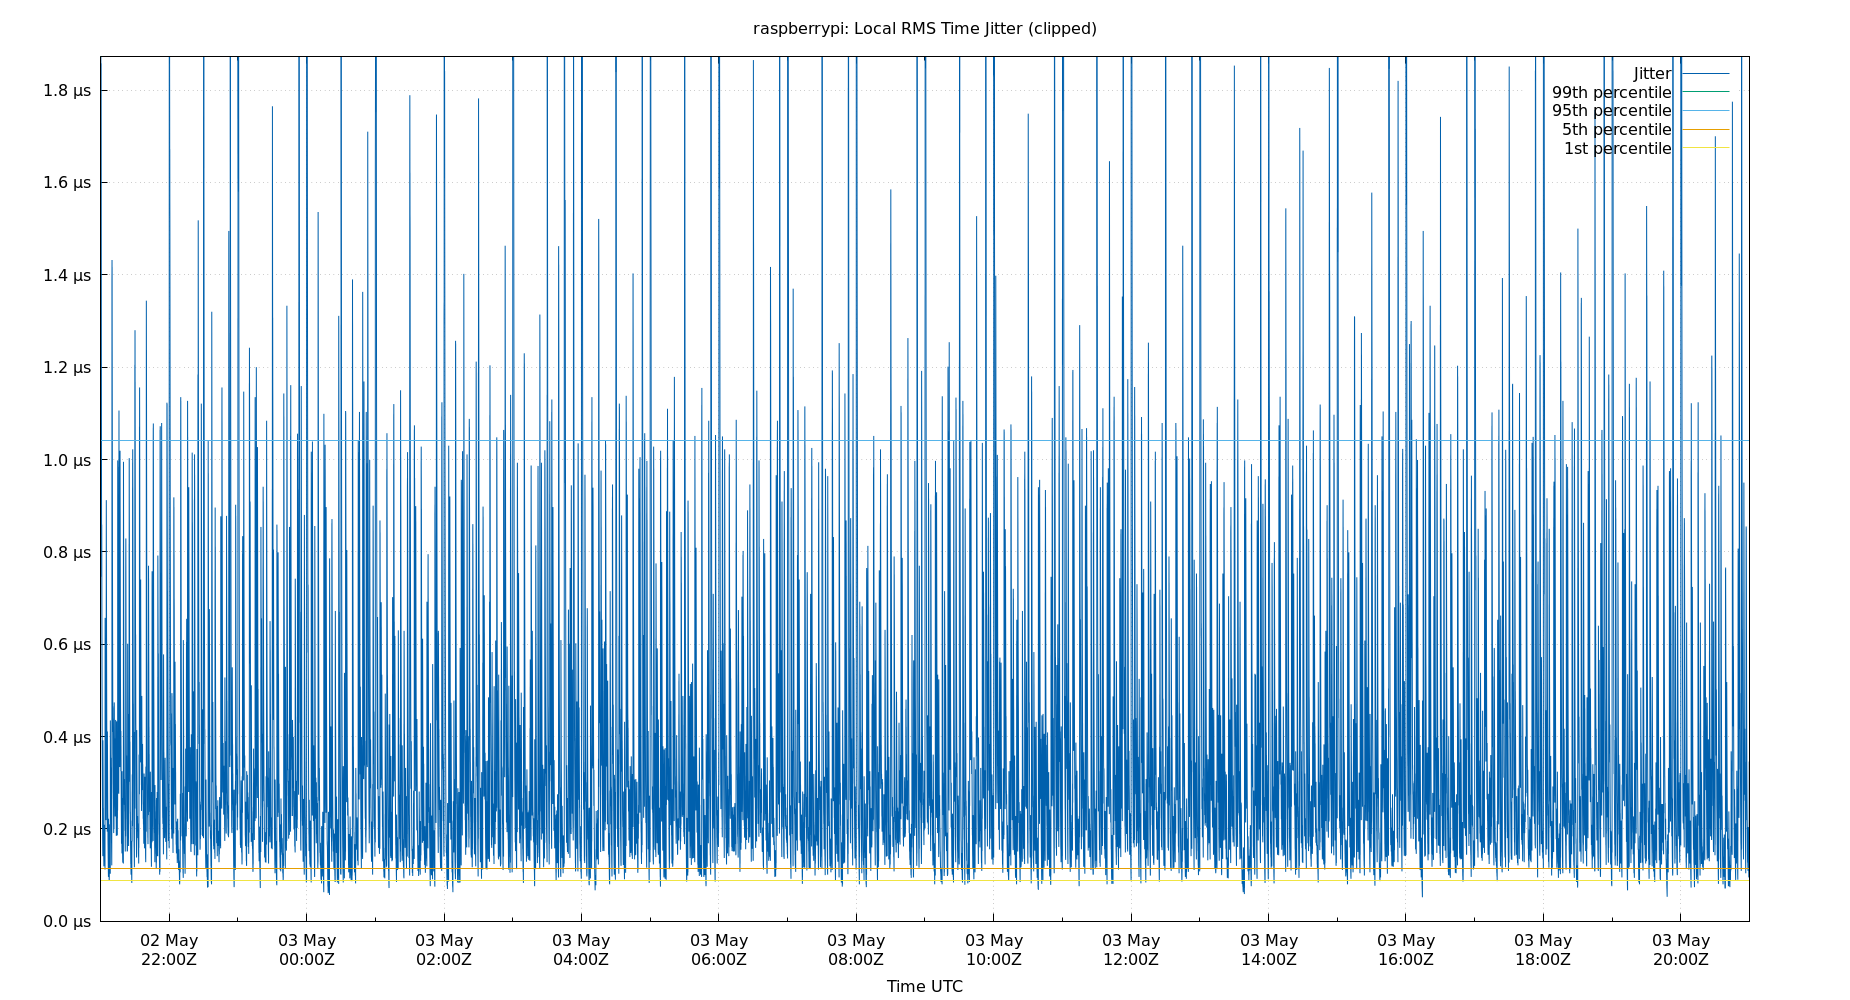 raspberrypi: Local RMS Time Jitter (clipped)
Jitter
99th percentile
95th percentile
5th percentile
1st percentile
1.8 µs
1.6 µs
1.4 µs
1.2 µs
1.0 µs
0.8 µs
0.6 µs
0.4 µs
0.2 µs
0.0 µs
02 May 03 May 03 May 03 May 03 May 03 May 03 May 03 May 03 May 03 May 03 May 03 May
22:00Z 00:00Z 02:00Z 04:00Z 06:00Z 08:00Z 10:00Z 12:00Z 14:00Z 16:00Z 18:00Z 20:00Z
Time UTC